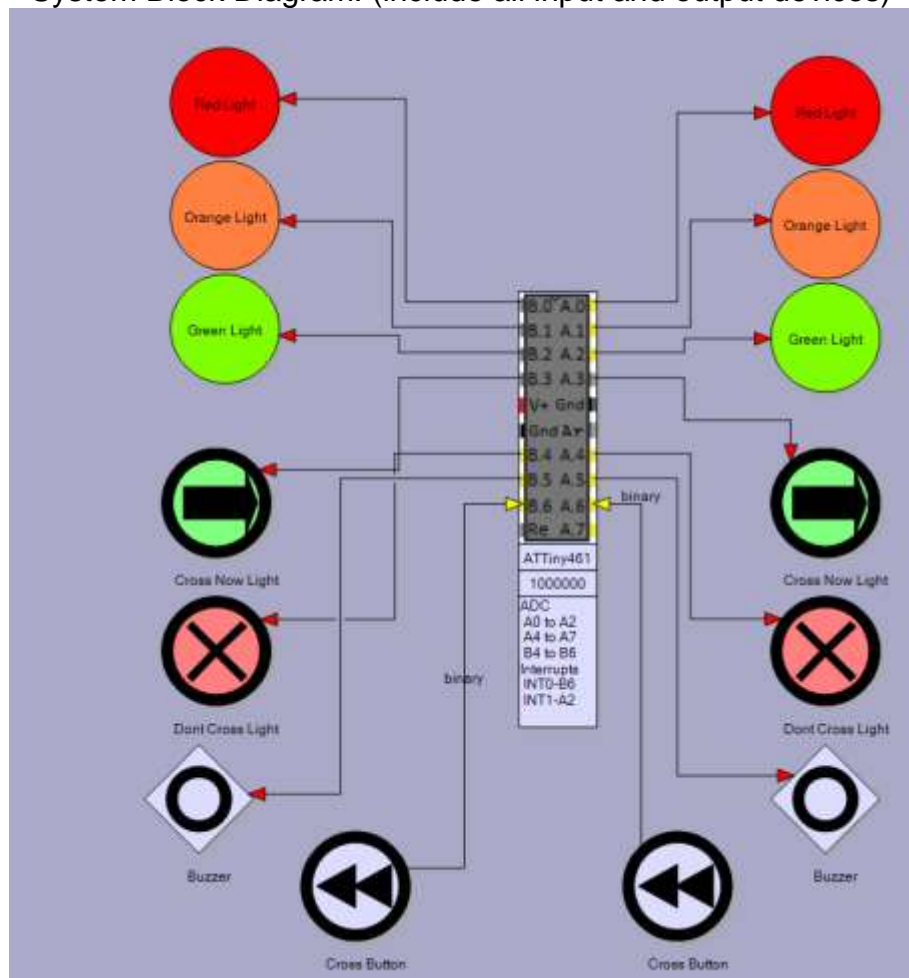 System Block Diagram: (include all input and output devices)
Red Light
Red Light
Orange Light
Orange Light
Green Light
Green Light
B.0 A.0
B.1 A.1
B.2 A.2
B.3 A.3
V+ Gnd
Gnd Ar
B.4 A.4
B.5 A.5
B.6 A.6
Re A.7
binary
ATTiny461
1000000
ADC
A0 to A2
A4 to A7
B4 to B6
Interrupts
INT0-B6
INT1-A2
Cross Now Light
Cross Now Light
binary
Dont Cross Light
Dont Cross Light
Buzzer
Buzzer
Cross Button
Cross Button